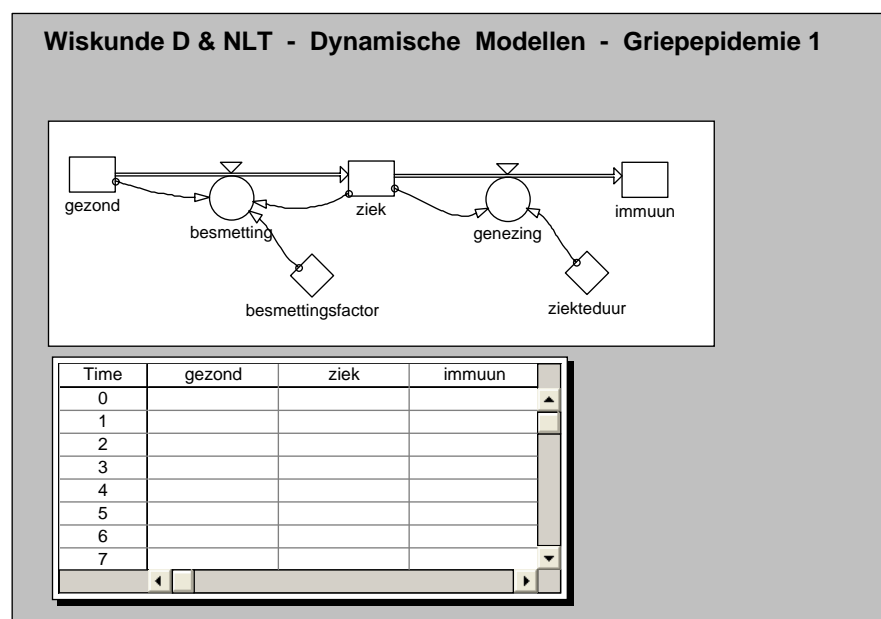 Wiskunde D & NLT - Dynamische Modellen - Griepepidemie 1
gezond
ziek
immuun
besmetting
genezing
besmettingsfactor
ziekteduur
Time gezond ziek immuun
0
1
2
3
4
5
6
7